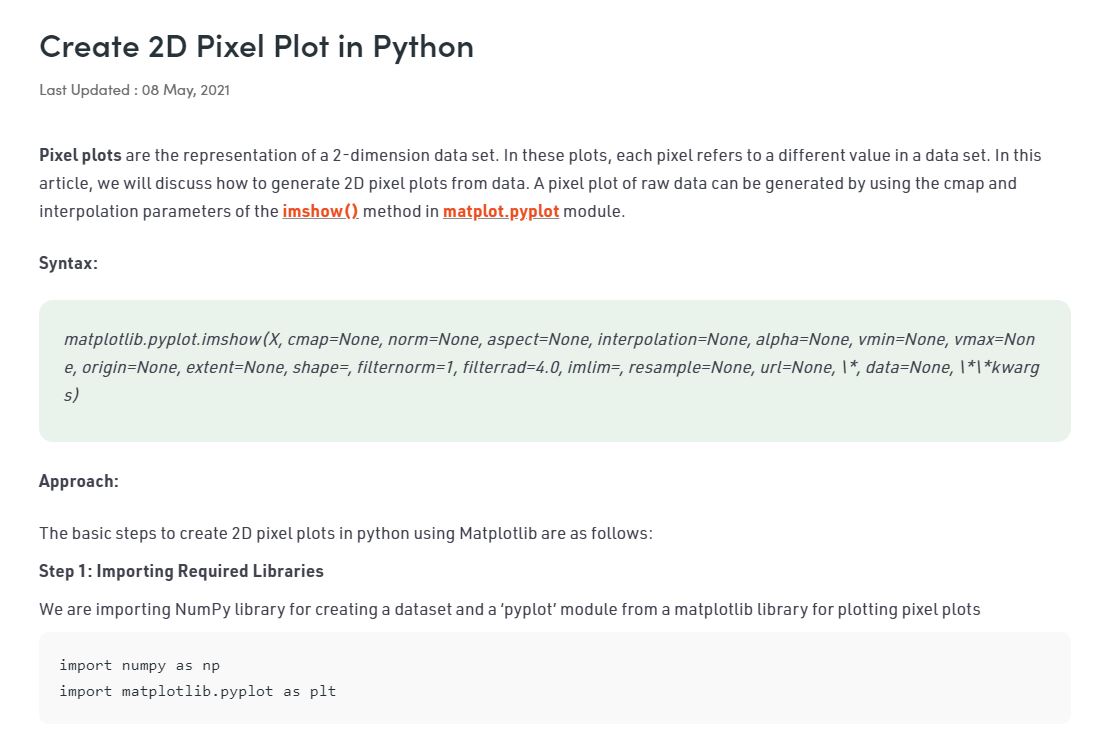 Create 2D Pixel Plot in Python
Last Updated : 08 May, 2021
Pixel plots are the representation of a 2-dimension data set. In these plots, each pixel refers to a different value in a data set. In this
article, we will discuss how to generate 2D pixel plots from data. A pixel plot of raw data can be generated by using the cmap and
interpolation parameters of the imshow() method in matplot.pyplot module.
Syntax:
matplotlib.pyplot.imshow(X, cmap=None, norm=None, aspect=None, interpolation=None, alpha=None, vmin=None, vmax=Non
e, origin=None, extent=None, shape=, filternorm=1, filterrad=4.0, imlim=, resample=None, url=None, \*, data=None, \*\*kwarg
s)
Approach:
The basic steps to create 2D pixel plots in python using Matplotlib are as follows:
Step 1: Importing Required Libraries
We are importing NumPy library for creating a dataset and a ‘pyplot’ module from a matplotlib library for plotting pixel plots
import numpy as np
import matplotlib.pyplot as plt